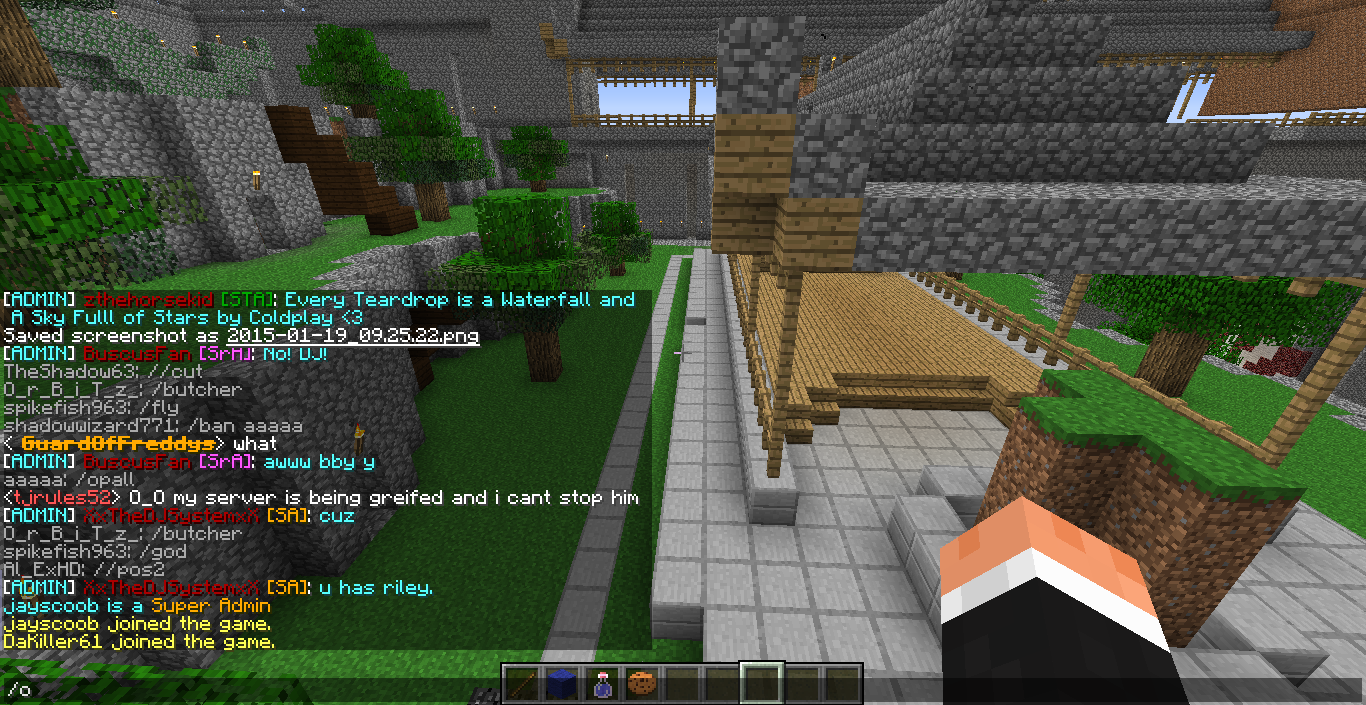 [ADMIN] zthehorsekid [STA]: Every Teardrop is a Waterfall and
A Sky Fulll of Stars by Coldplay <3
Saved screenshot as 2015-01-19_09.25.22.png
[ADMIN] BuscusFan [SrA]: No! DJ!
TheShadow63: //cut
O_r_B_i_T_z_: /butcher
spikefish963: /fly
shadowwizard771: /ban aaaaa
< GuardOfFreddys> what
[ADMIN] BuscusFan [SrA]: awww bby y
aaaaa: /opall
<tjrules52> O_O my server is being greifed and i cant stop him
[ADMIN] XxTheDJSystemxX [SA]: cuz
O_r_B_i_T_z_: /butcher
spikefish963: /god
Al_ExHD: //pos2
[ADMIN] XxTheDJSystemxX [SA]: u has riley.
jayscoob is a Super Admin
jayscoob joined the game.
DaKiller61 joined the game.
/o